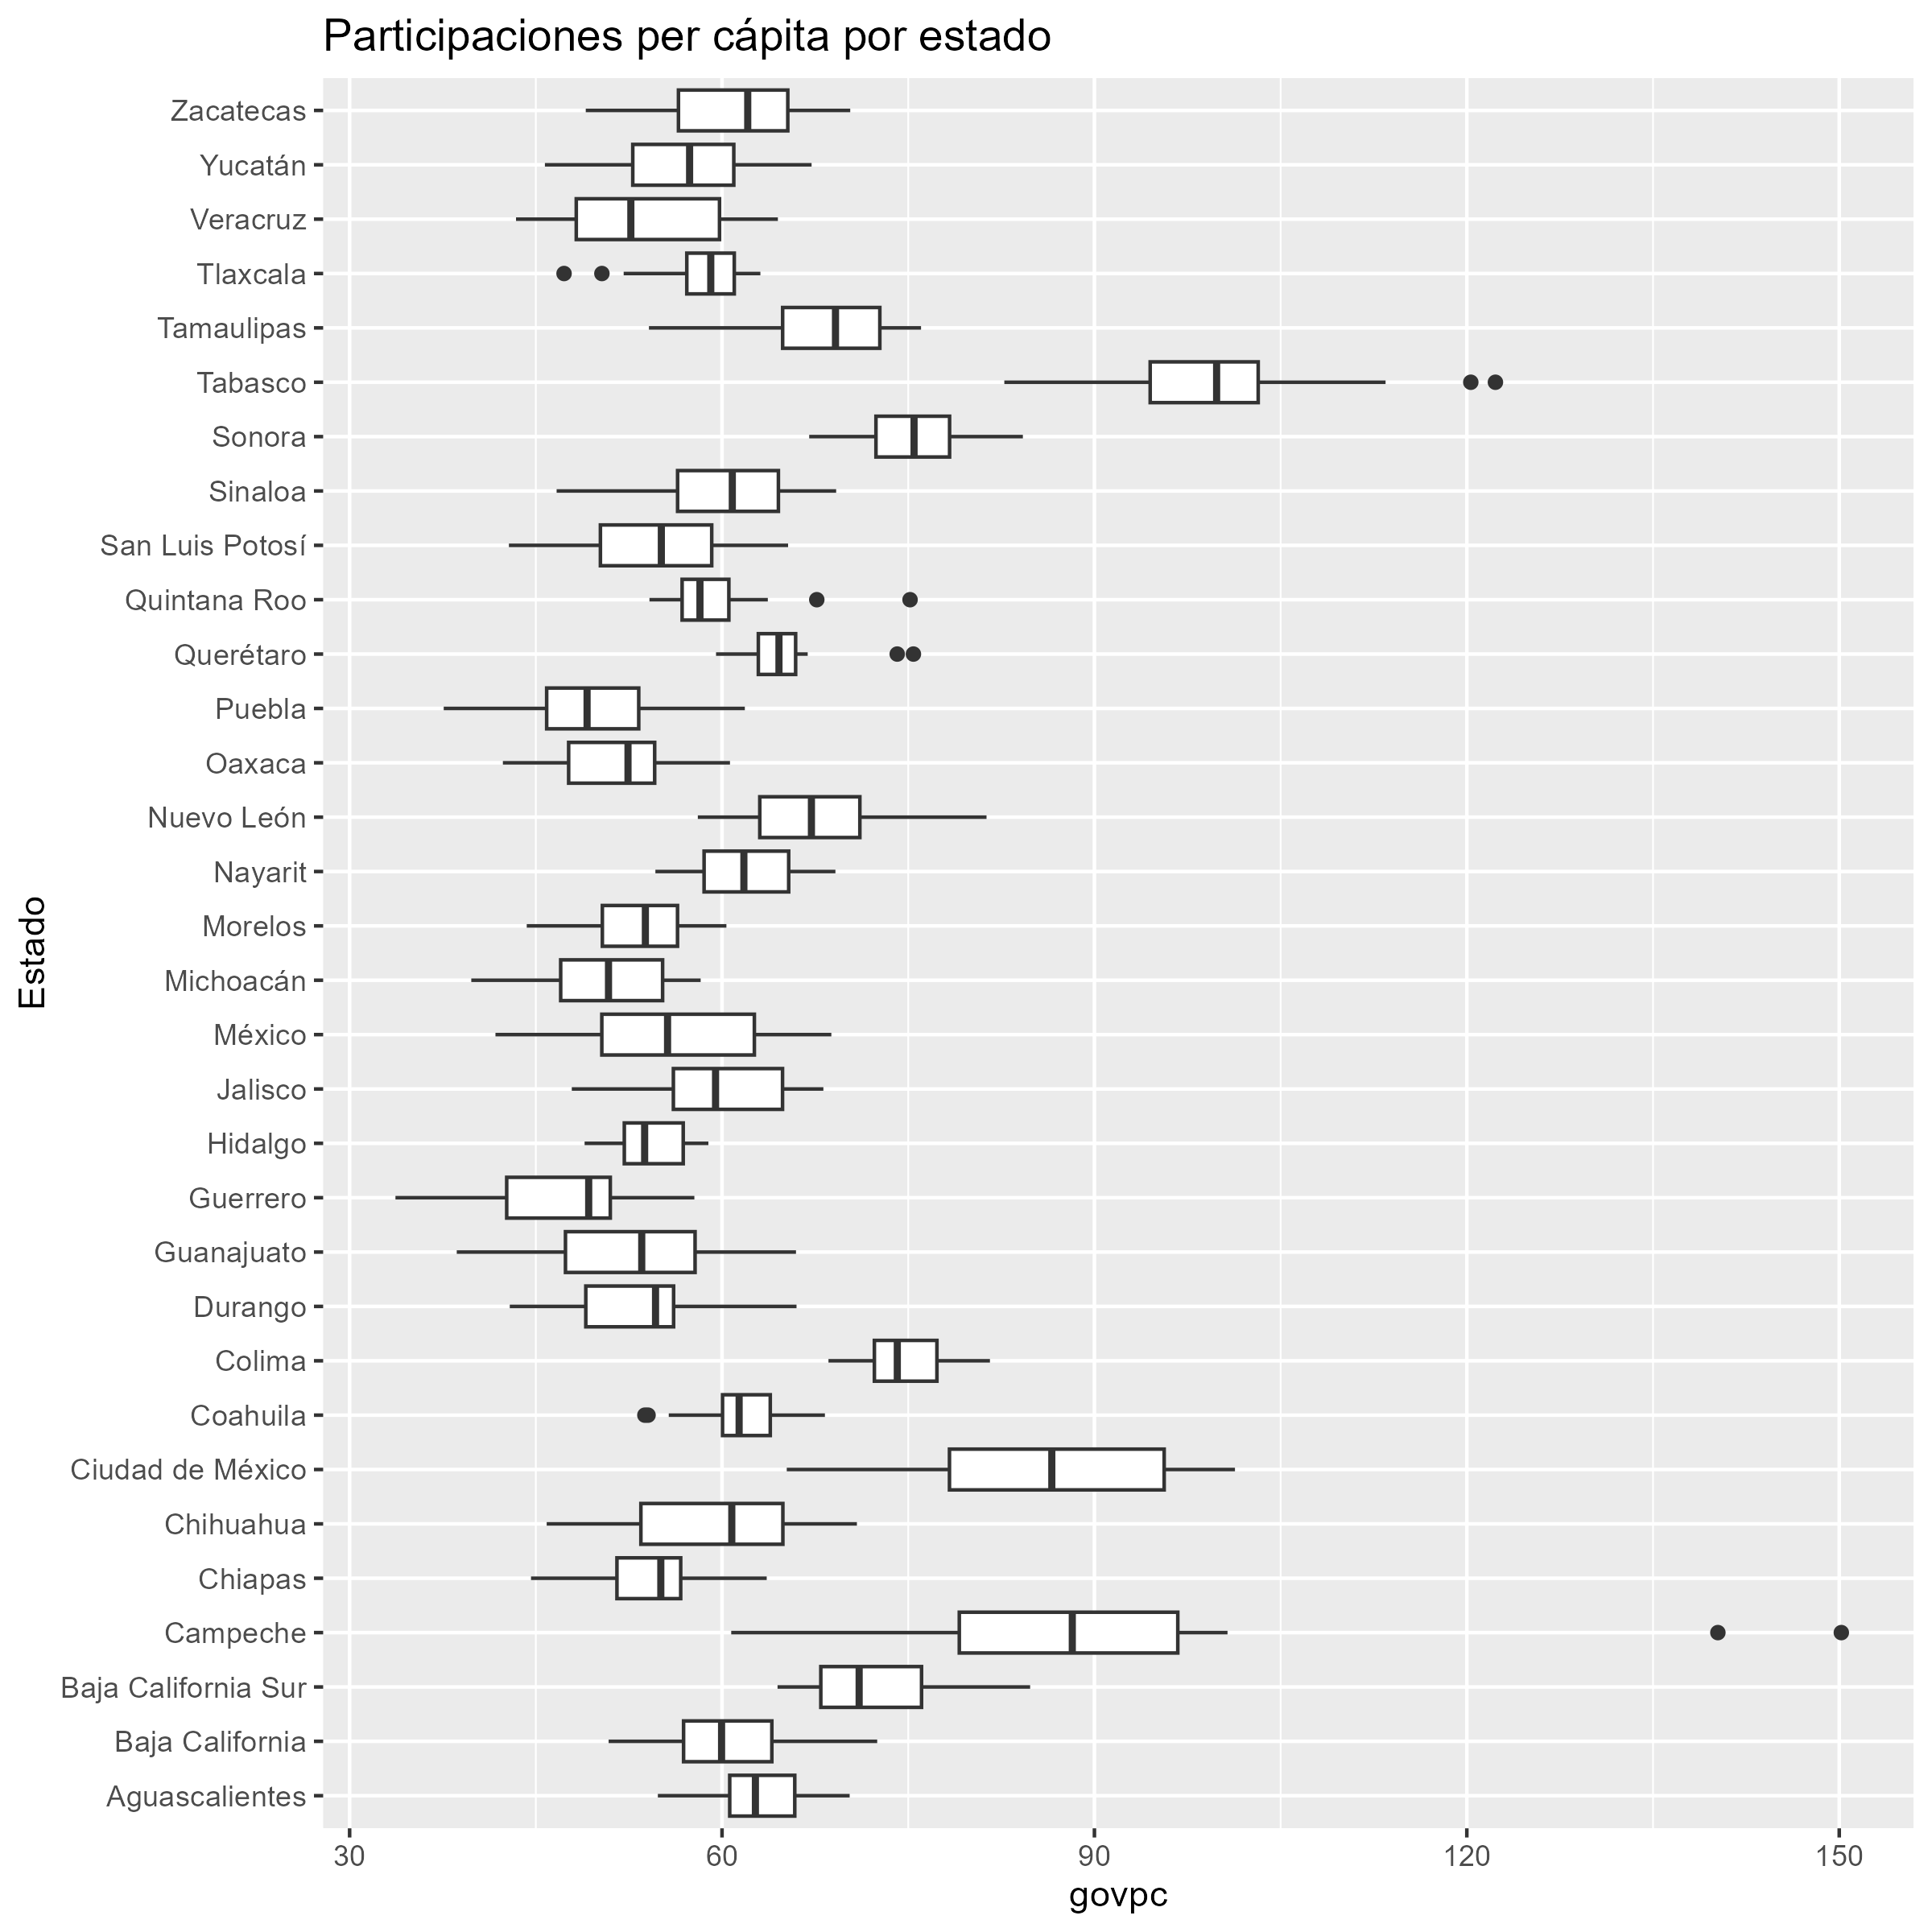 Participaciones per cápita por estado
Estado
Zacatecas
Yucatán
Veracruz
Tlaxcala
Tamaulipas
Tabasco
Sonora
Sinaloa
San Luis Potosí
Quintana Roo
Querétaro
Puebla
Oaxaca
Nuevo León
Nayarit
Morelos
Michoacán
México
Jalisco
Hidalgo
Guerrero
Guanajuato
Durango
Colima
Coahuila
Ciudad de México
Chihuahua
Chiapas
Campeche
Baja California Sur
Baja California
Aguascalientes
30 60 90 120 150
govpc